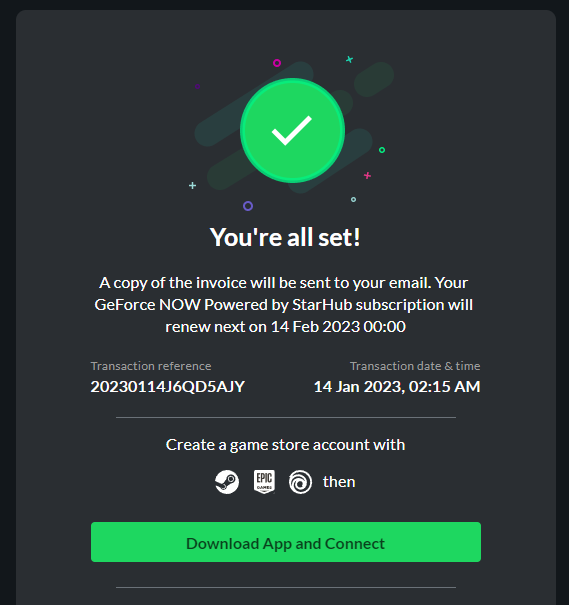 You're all set!
A copy of the invoice will be sent to your email. Your
GeForce NOW Powered by StarHub subscription will
renew next on 14 Feb 2023 00:00
Transaction reference
Transaction date & time
20230114J6QD5AJY
14 Jan 2023, 02:15 AM
Create a game store account with
EPIC
GAMES
then
Download App and Connect